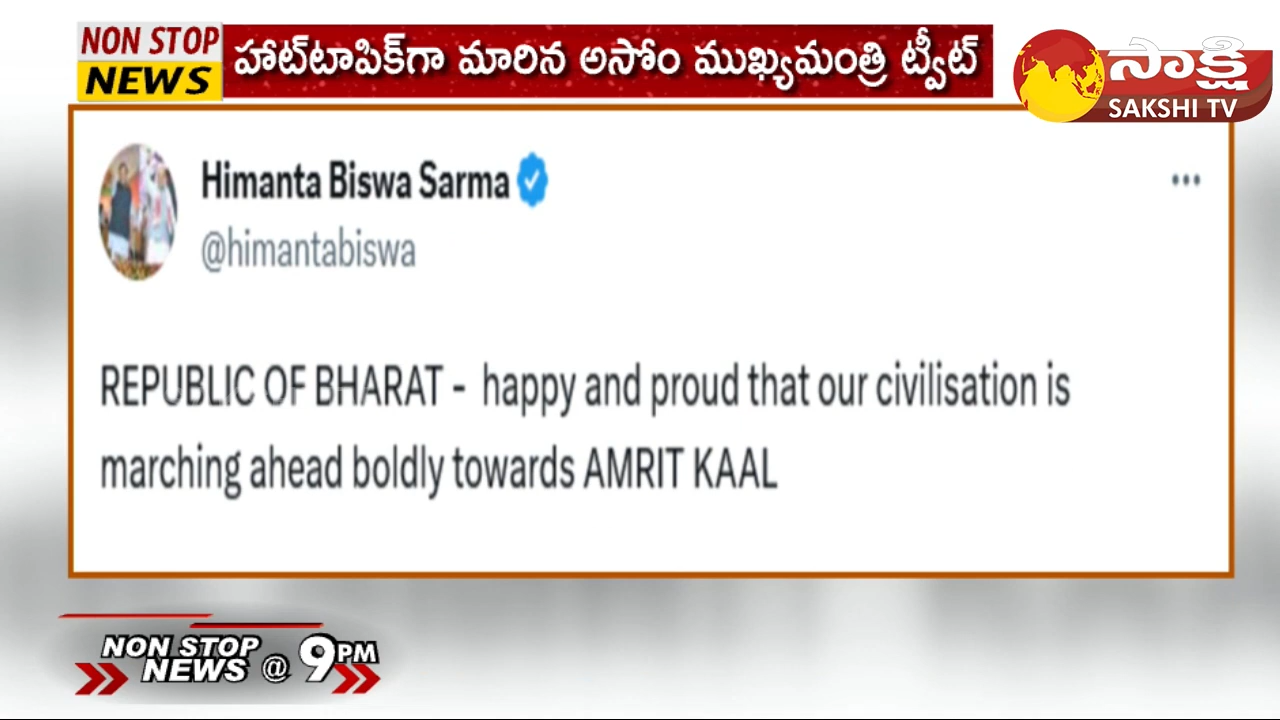 NON STOP
NEWS
హాట్‌టాపిక్‌గా మారిన అసోం ముఖ్యమంత్రి ట్వీట్
సాక్షి
SAKSHI TV
Himanta Biswa Sarma
@himantabiswa
REPUBLIC OF BHARAT - happy and proud that our civilisation is
marching ahead boldly towards AMRIT KAAL
NON STOP
NEWS @ 9PM